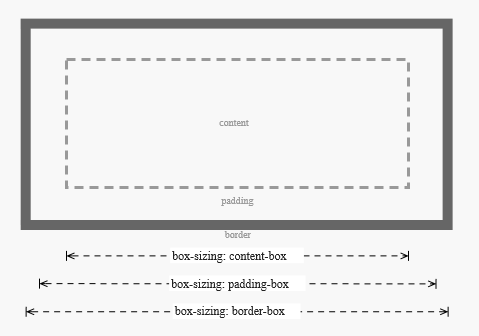 content
padding
border
box-sizing: content-box
box-sizing: padding-box
box-sizing: border-box